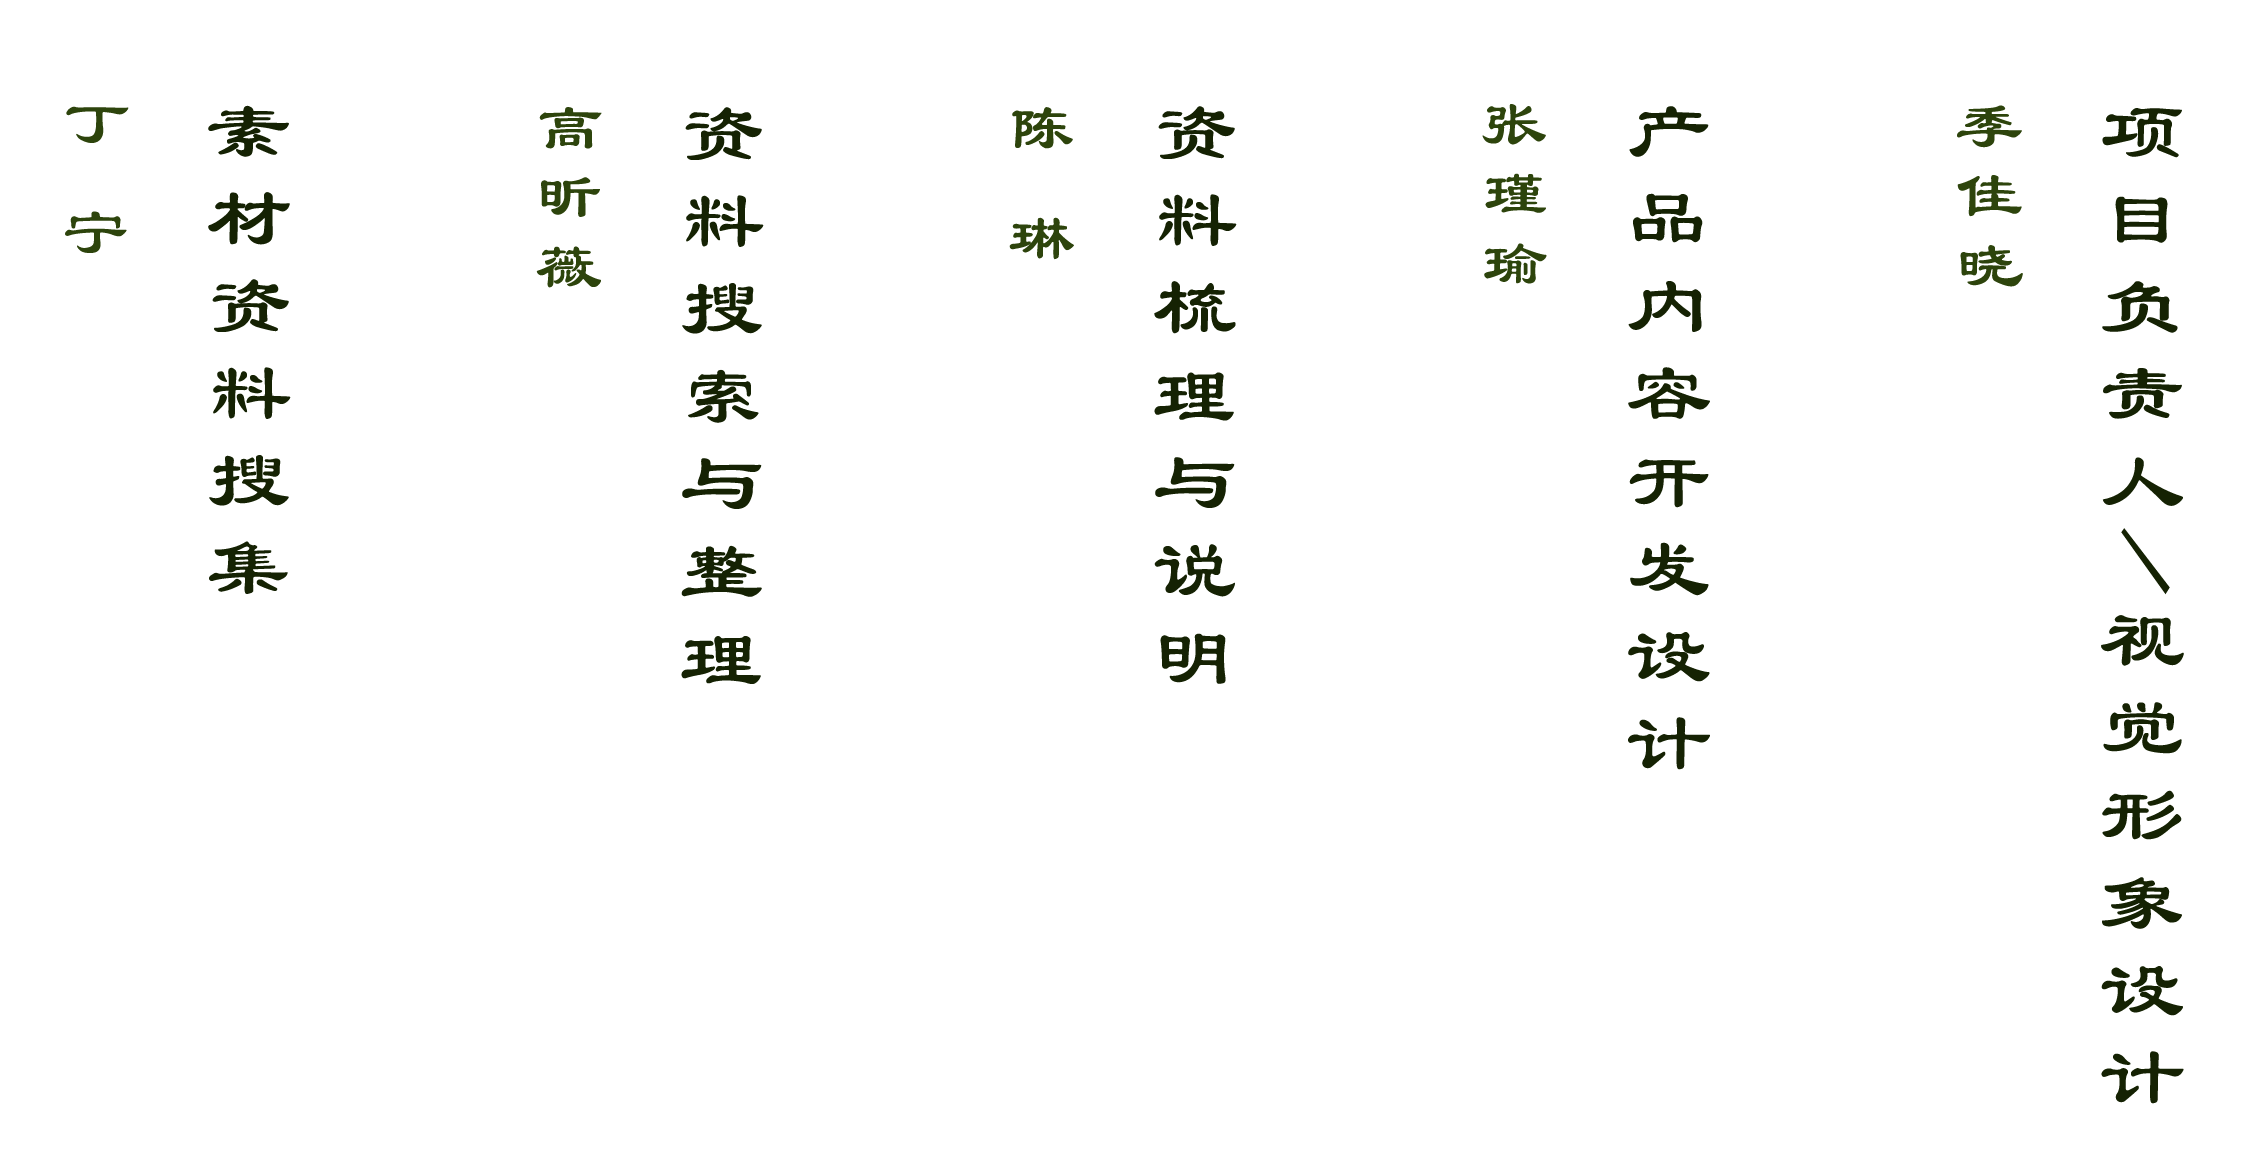 项目负责人\视觉形象设计
季佳晓
产品内容开发设计
张瑾瑜
资料梳理与说明
陈琳
资料搜索与整理
高昕薇
素材资料搜集
丁宁